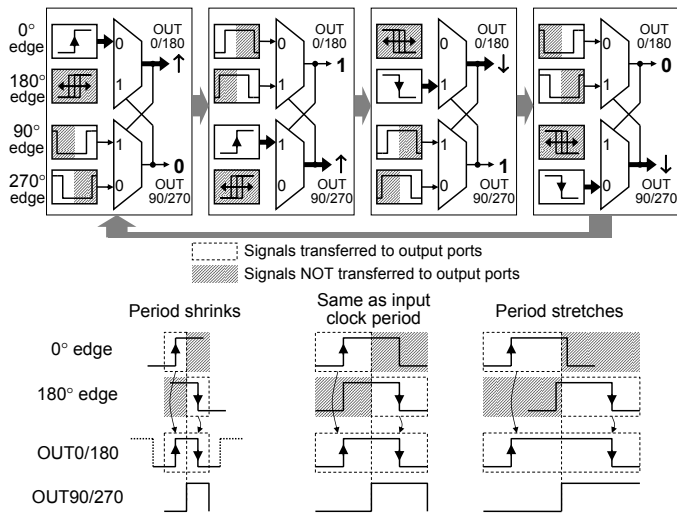 0°
edge
180°
edge
90°
edge
270°
edge
0
1
1
0
OUT
0/180
↑
0
OUT
90/270
0
1
1
0
OUT
0/180
1
↑
OUT
90/270
0
1
1
0
OUT
0/180
↓
1
OUT
90/270
0
1
1
0
OUT
0/180
0
↓
OUT
90/270
Signals transferred to output ports
Signals NOT transferred to output ports
Period shrinks
Same as input
clock period
Period stretches
0° edge
180° edge
OUT0/180
OUT90/270